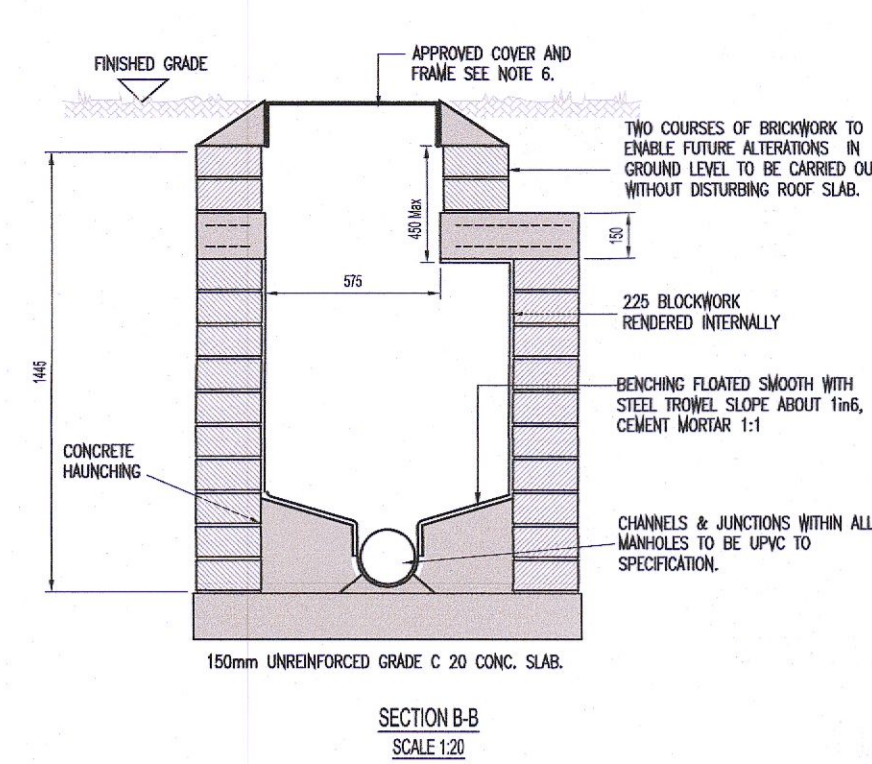 FINISHED GRADE
APPROVED COVER AND
FRAME SEE NOTE 6.
TWO COURSES OF BRICKWORK TO
ENABLE FUTURE ALTERATIONS IN
GROUND LEVEL TO BE CARRIED OU
WITHOUT DISTURBING ROOF SLAB.
450 Max
150
575
225 BLOCKWORK
RENDERED INTERNALLY
1445
BENCHING FLOATED SMOOTH WITH
STEEL TROWEL SLOPE ABOUT 1in6,
CEMENT MORTAR 1:1
CONCRETE
HAUNCHING
CHANNELS & JUNCTIONS WITHIN ALL
MANHOLES TO BE UPVC TO
SPECIFICATION.
150mm UNREINFORCED GRADE C 20 CONC. SLAB.
SECTION B-B
SCALE 1:20